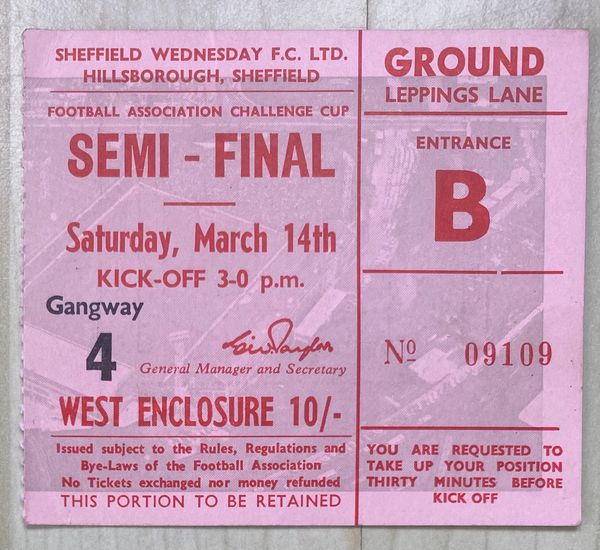 SHEFFIELD WEDNESDAY F.C. LTD.
HILLSBOROUGH, SHEFFIELD
FOOTBALL ASSOCIATION CHALLENGE CUP
SEMI - FINAL
Saturday, March 14th
KICK-OFF 3-0 p.m.
Gangway
4
General Manager and Secretary
WEST ENCLOSURE 10/-
Issued subject to the Rules, Regulations and
Bye-Laws of the Football Association
No Tickets exchanged nor money refunded
THIS PORTION TO BE RETAINED
GROUND
LEPPINGS LANE
ENTRANCE
B
Nº 09109
YOU ARE REQUESTED TO
TAKE UP YOUR POSITION
THIRTY MINUTES BEFORE
KICK OFF